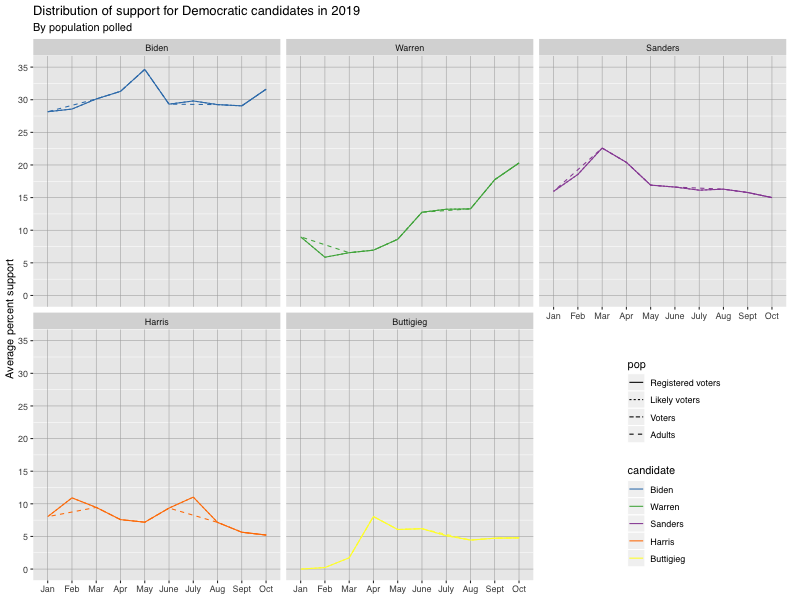 Distribution of support for Democratic candidates in 2019
By population polled
Biden
Warren
Sanders
35
30
25
20
15
10
5
0
Jan Feb Mar Apr May June July Aug Sept Oct
Average percent support
Harris
Buttigieg
35
30
25
20
15
10
5
0
Jan Feb Mar Apr May June July Aug Sept Oct
Jan Feb Mar Apr May June July Aug Sept Oct
pop
Registered voters
Likely voters
Voters
Adults
candidate
Biden
Warren
Sanders
Harris
Buttigieg